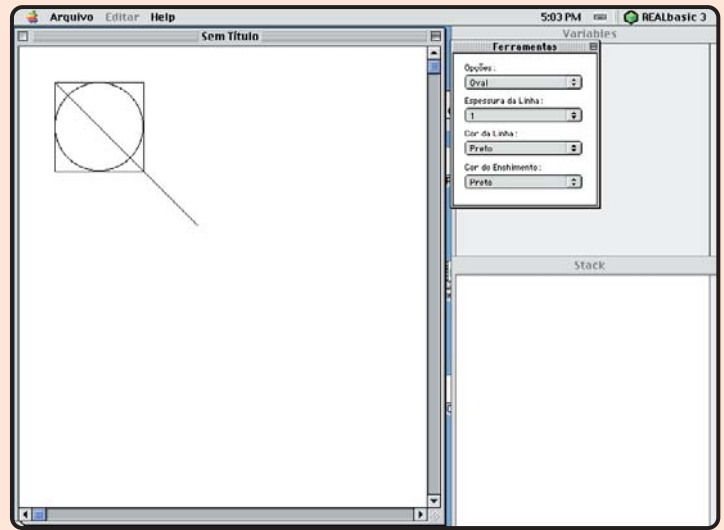 Arquivo Editar Help 5:03 PM REALbasic 3
Sem Título
Variables
Ferramentas
Opções:
Oval
Espessura da Linha:
1
Cor da Linha:
Preto
Cor do Enshimento:
Preto
Stack